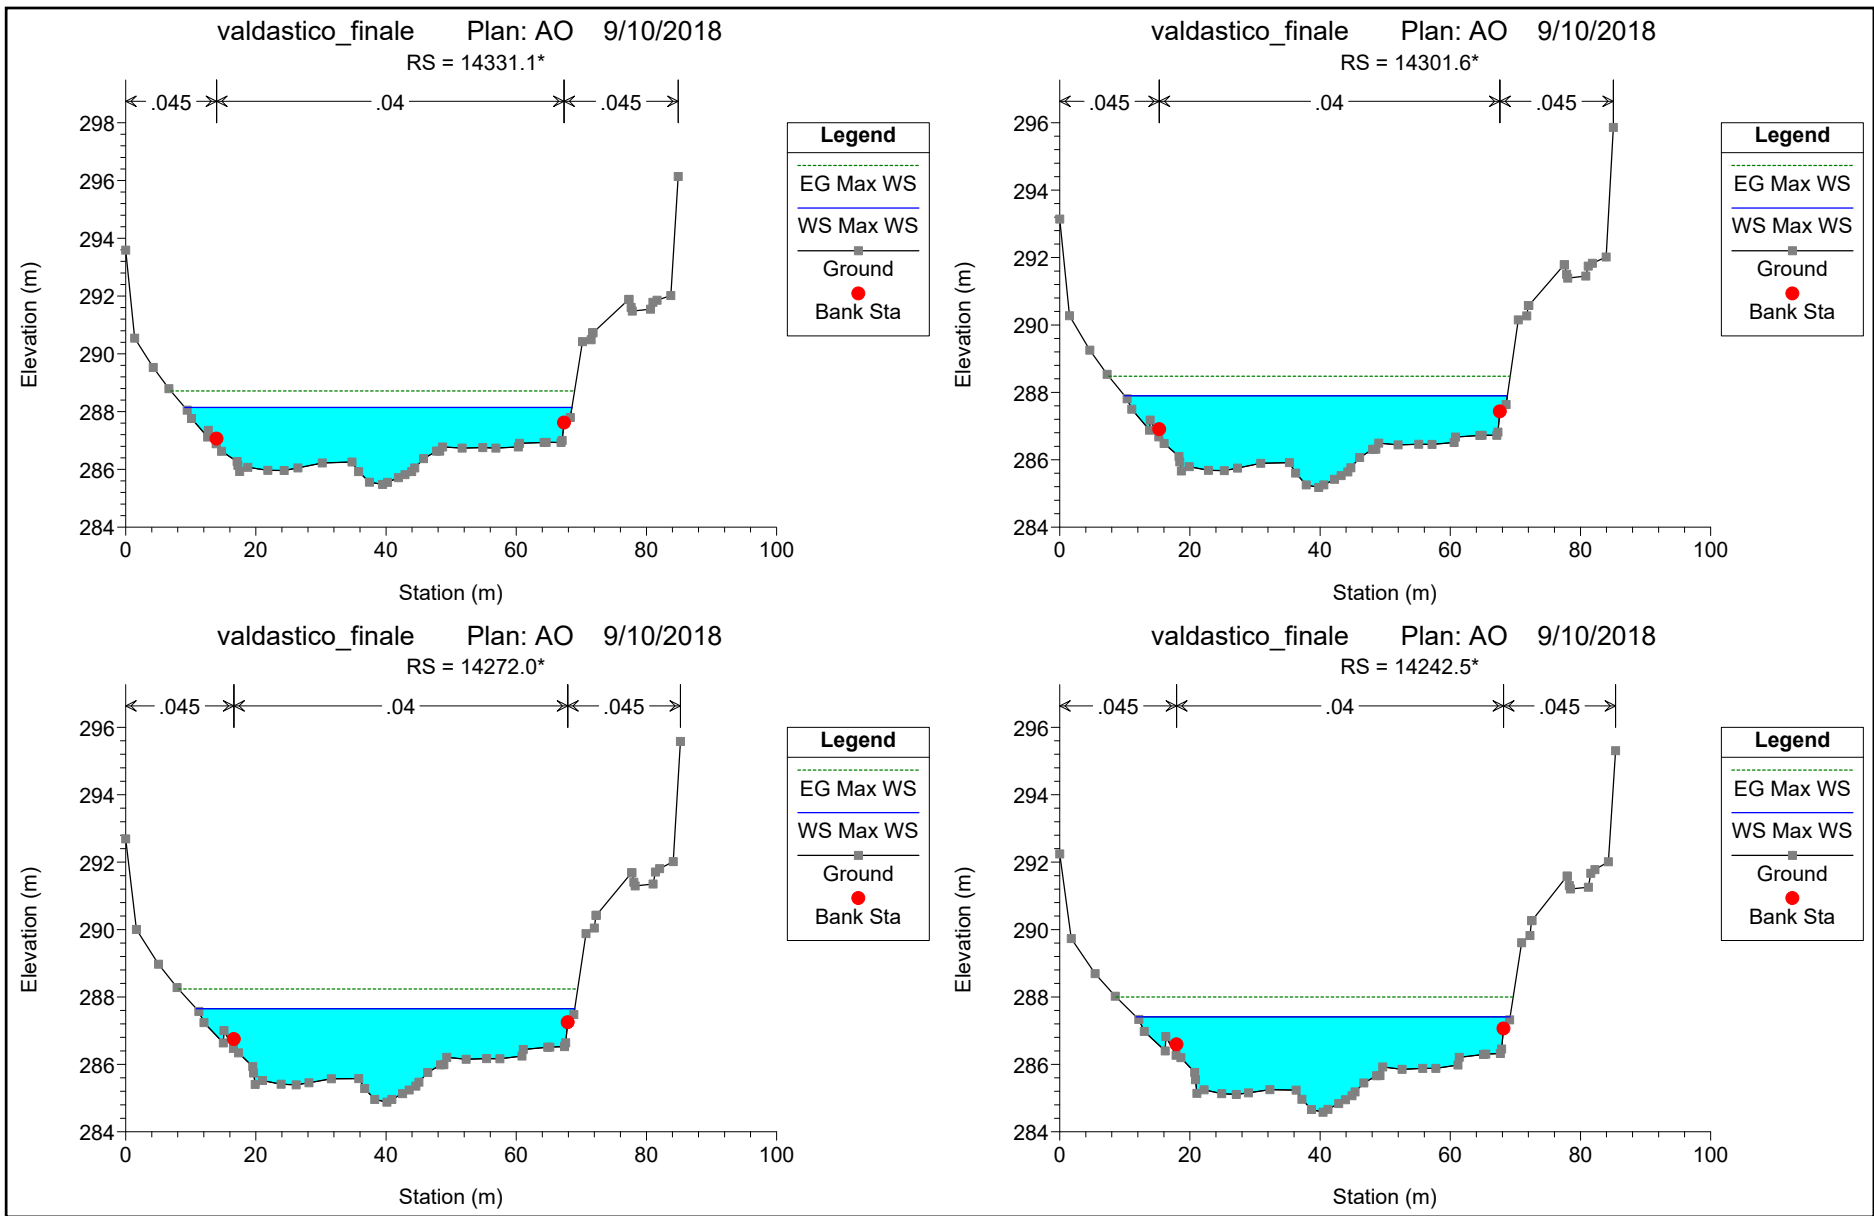 valdastico_finale Plan: AO 9/10/2018
RS = 14331.1*
.045 .04 .045
298
296
294
292
290
288
286
284
0 20 40 60 80 100
Elevation (m)
Station (m)
Legend
EG Max WS
WS Max WS
Ground
Bank Sta
valdastico_finale Plan: AO 9/10/2018
RS = 14301.6*
.045 .04 .045
296
294
292
290
288
286
284
0 20 40 60 80 100
Elevation (m)
Station (m)
Legend
EG Max WS
WS Max WS
Ground
Bank Sta
valdastico_finale Plan: AO 9/10/2018
RS = 14272.0*
.045 .04 .045
296
294
292
290
288
286
284
0 20 40 60 80 100
Elevation (m)
Station (m)
Legend
EG Max WS
WS Max WS
Ground
Bank Sta
valdastico_finale Plan: AO 9/10/2018
RS = 14242.5*
.045 .04 .045
296
294
292
290
288
286
284
0 20 40 60 80 100
Elevation (m)
Station (m)
Legend
EG Max WS
WS Max WS
Ground
Bank Sta